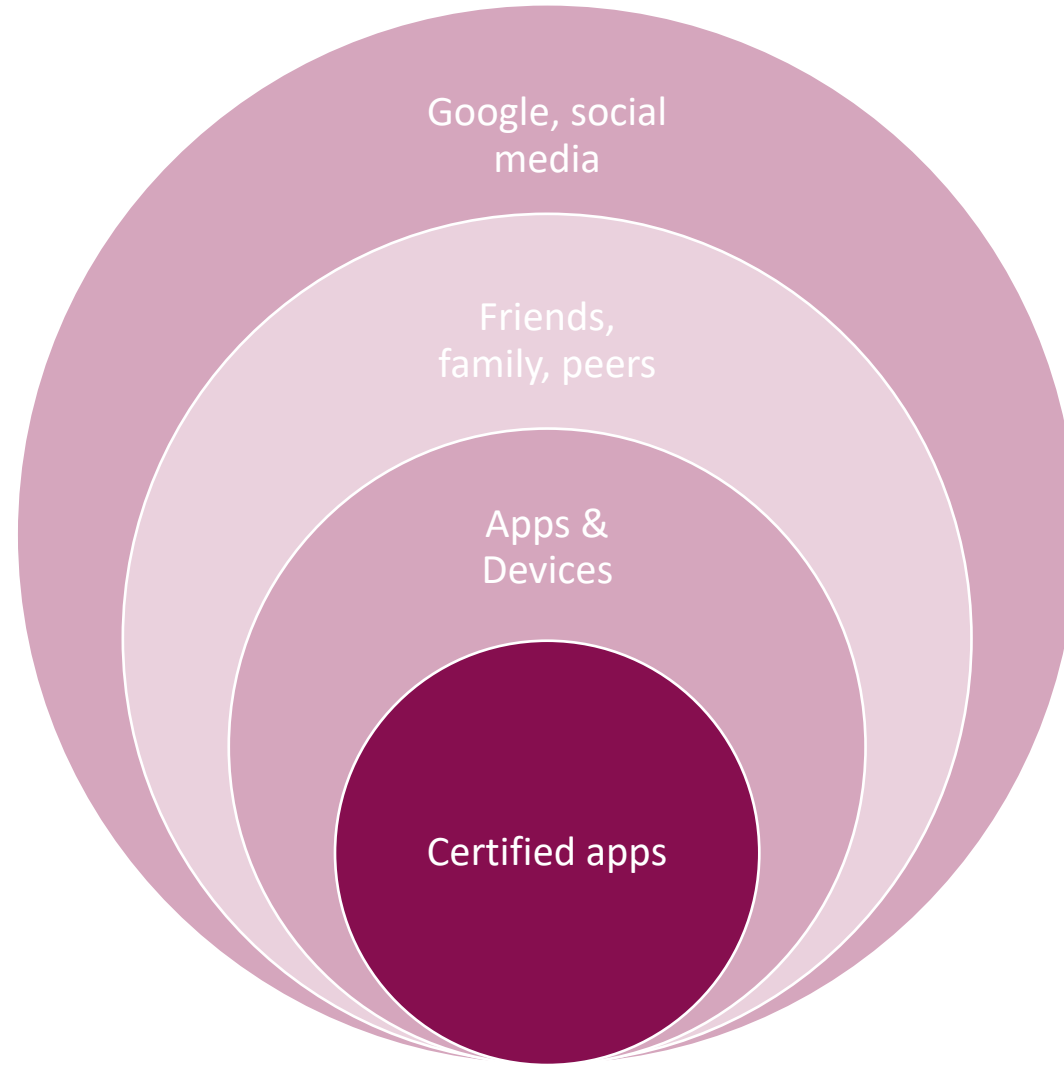 Google, social
media
Friends,
family, peers
Apps &
Devices
Certified apps